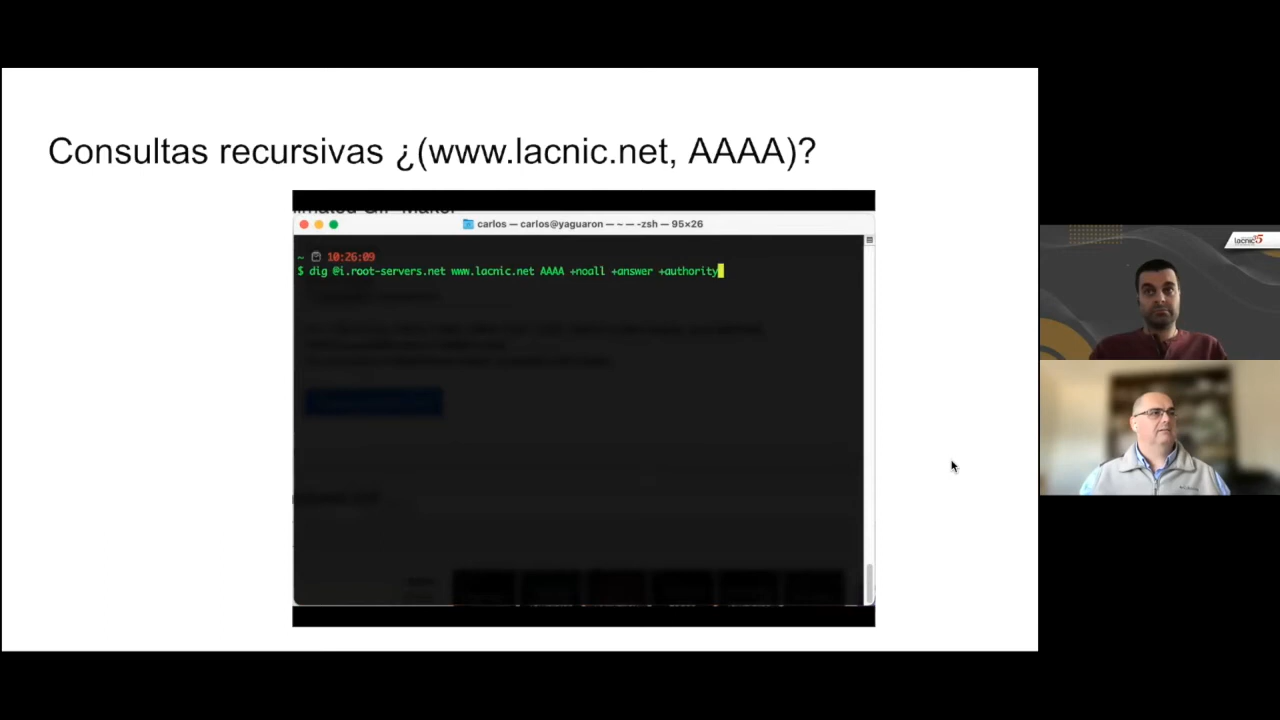 Consultas recursivas ¿(www.lacnic.net, AAAA)?
carlos — carlos@yaguaron — ~ — -zsh — 95×26
~ 10:26:09
$ dig @i.root-servers.net www.lacnic.net AAAA +noall +answer +authority
lacnic